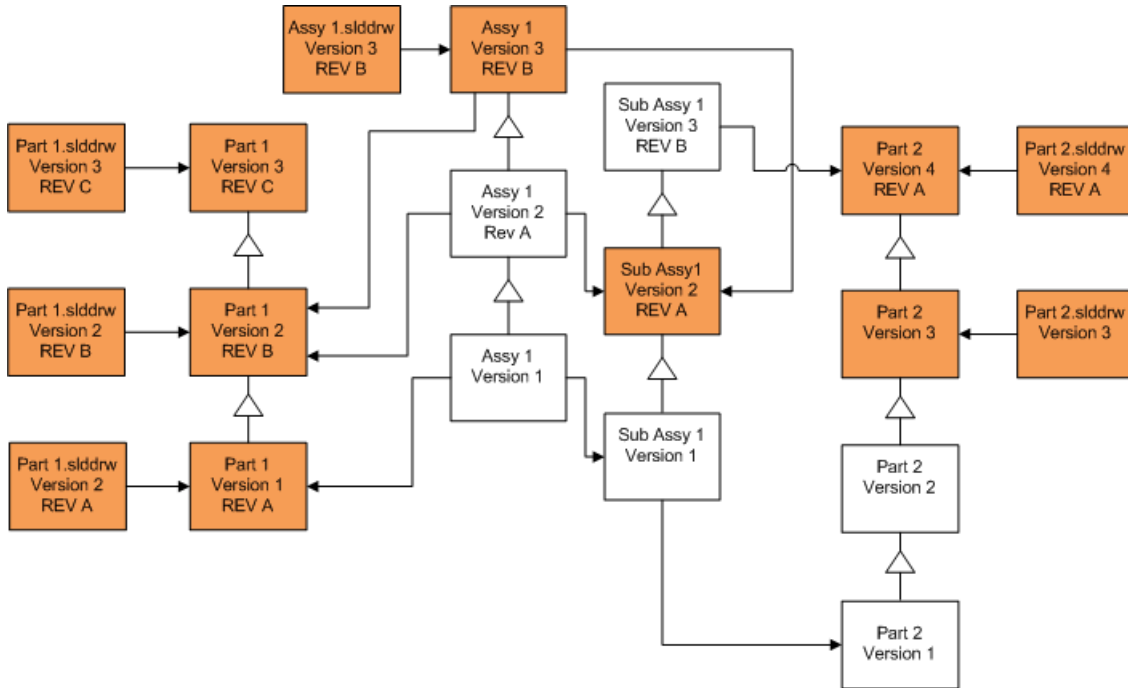 Assy 1.slddrw
Version 3
REV B
Assy 1
Version 3
REV B
Sub Assy 1
Version 3
REV B
Part 1.slddrw
Version 3
REV C
Part 1
Version 3
REV C
Part 2
Version 4
REV A
Part 2.slddrw
Version 4
REV A
Assy 1
Version 2
Rev A
Sub Assy1
Version 2
REV A
Part 1.slddrw
Version 2
REV B
Part 1
Version 2
REV B
Part 2
Version 3
Part 2.slddrw
Version 3
Assy 1
Version 1
Sub Assy 1
Version 1
Part 1.slddrw
Version 2
REV A
Part 1
Version 1
REV A
Part 2
Version 2
Part 2
Version 1